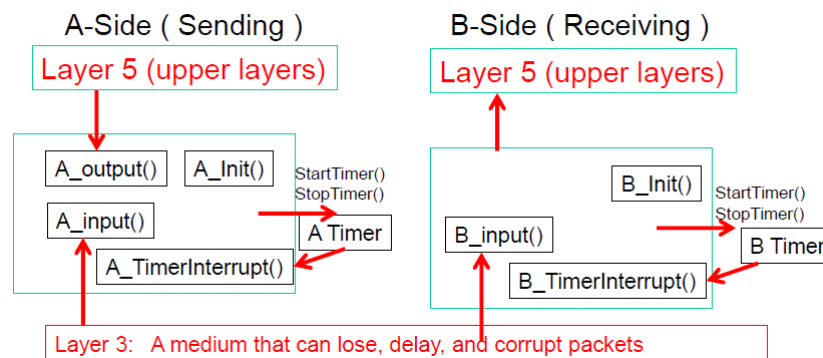 A-Side ( Sending )
B-Side ( Receiving )
Layer 5 (upper layers)
Layer 5 (upper layers)
A_output()
A_Init()
StartTimer()
StopTimer()
A_input()
A Timer
A_TimerInterrupt()
B_Init()
StartTimer()
StopTimer()
B_input()
B Timer
B_TimerInterrupt()
Layer 3: A medium that can lose, delay, and corrupt packets